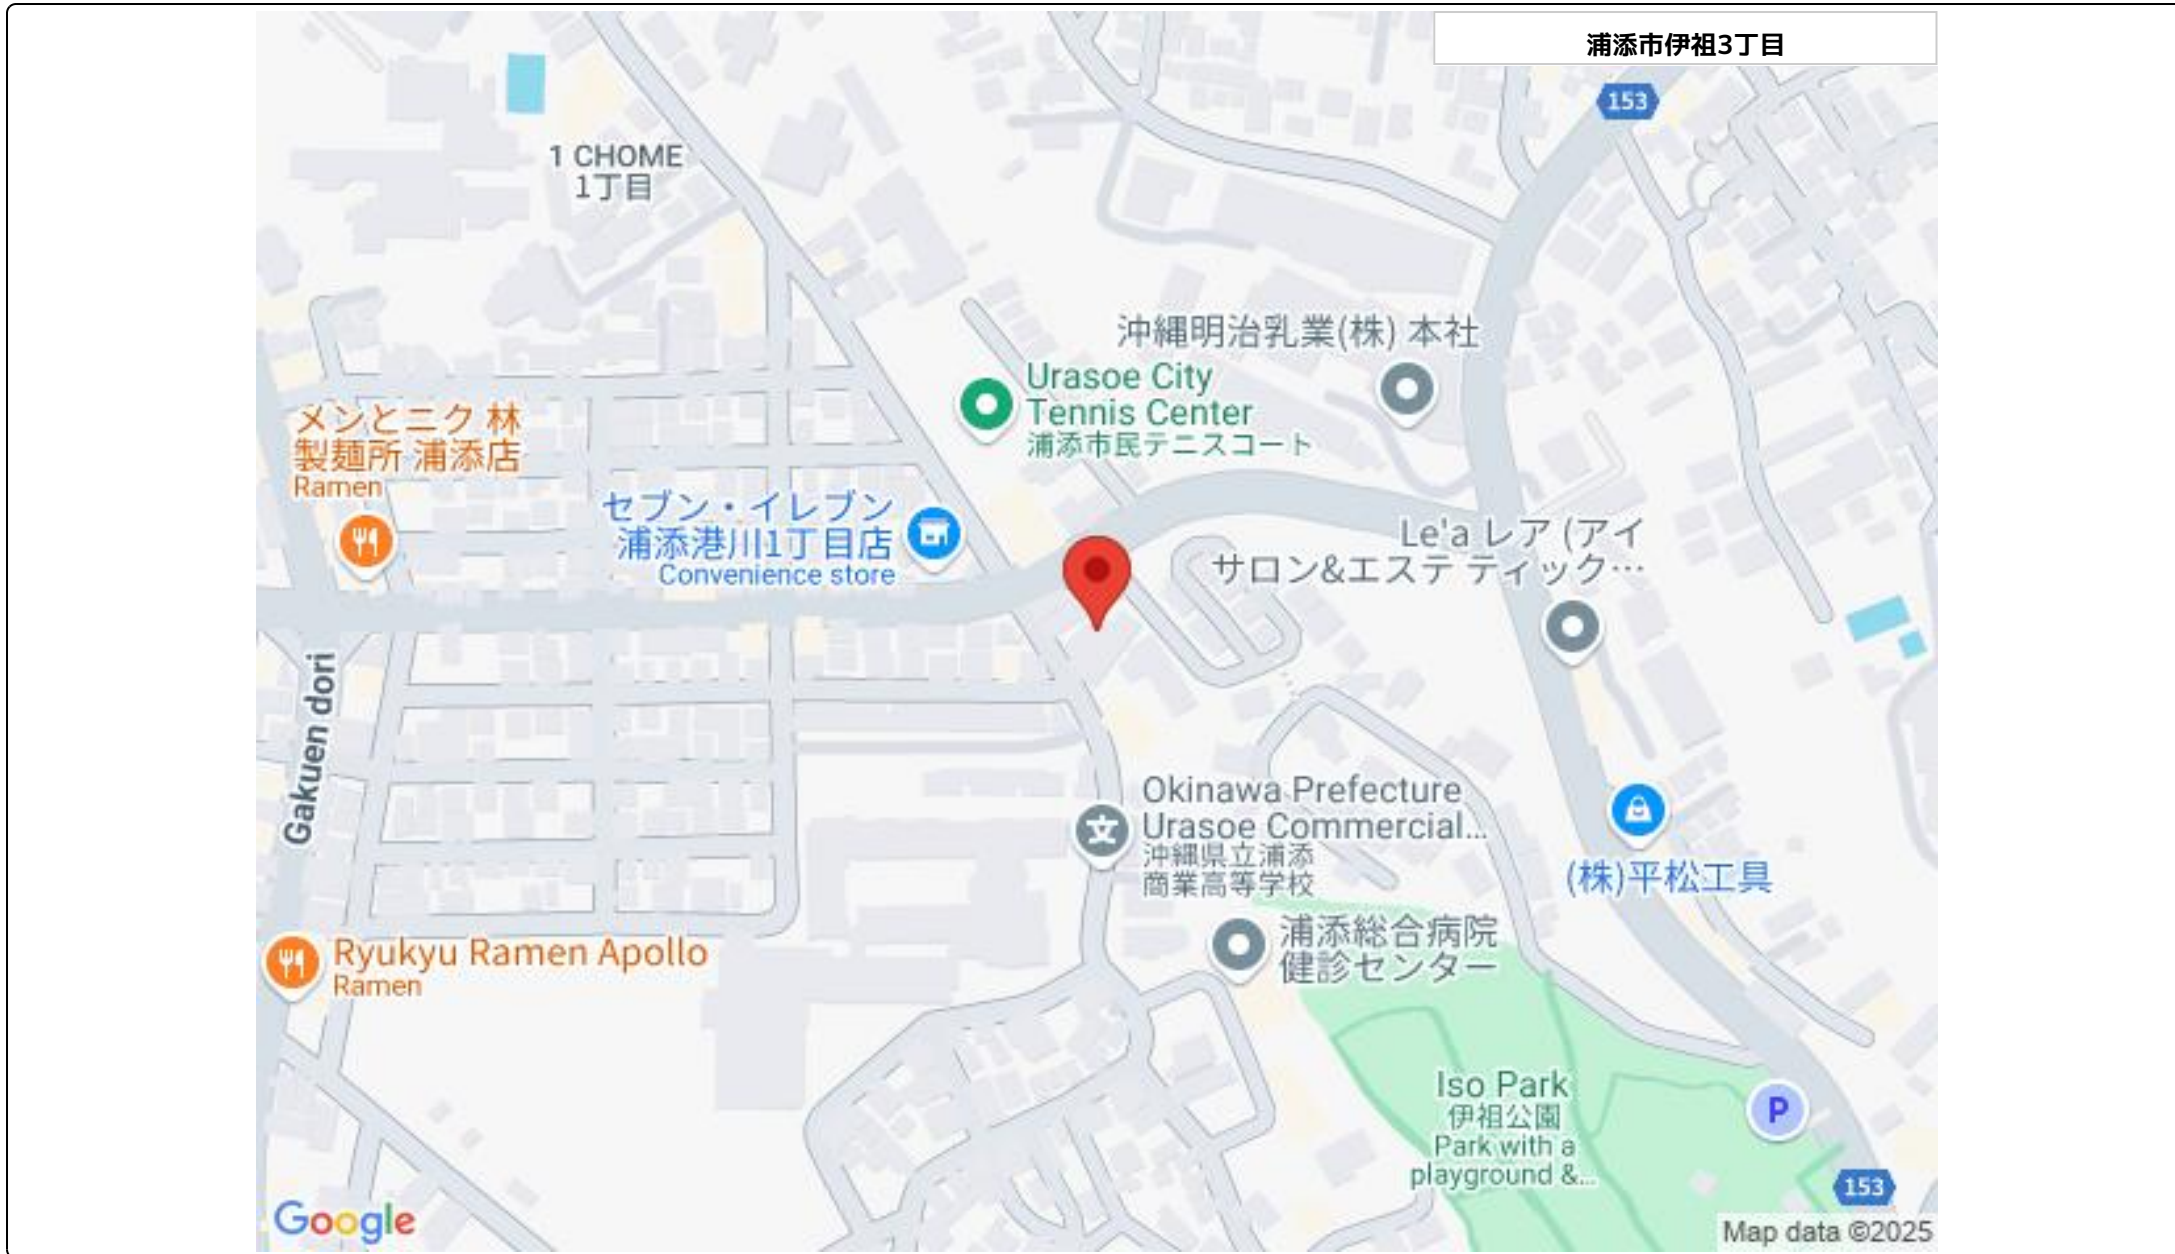 浦添市伊祖3丁目
153
1 CHOME
1丁目
沖縄明治乳業(株) 本社
Urasoe City
Tennis Center
浦添市民テニスコート
メンとニク 林
製麺所 浦添店
Ramen
セブン・イレブン
浦添港川1丁目店
Convenience store
Le'a レア (アイ
サロン&エステ ティック…
Gakuen dori
Okinawa Prefecture
Urasoe Commercial...
沖縄県立浦添
商業高等学校
(株)平松工具
浦添総合病院
健診センター
Ryukyu Ramen Apollo
Ramen
Iso Park
伊祖公園
Park with a
playground &...
P
153
Google
Map data ©2025